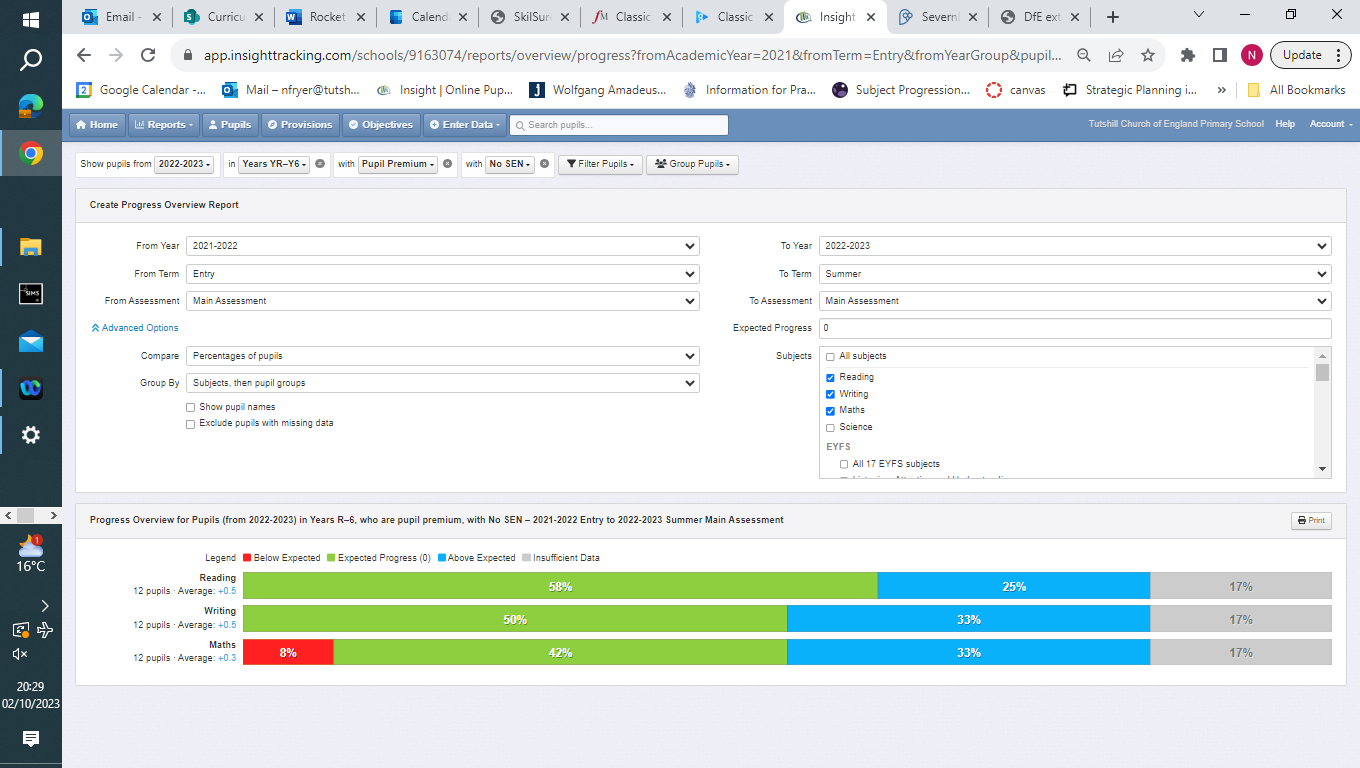 Email - Curricu Rocket Calend SkilSur Classic Classic Insight Severnl DfE ext
app.insighttracking.com/schools/9163074/reports/overview/progress?fromAcademicYear=2021&fromTerm=Entry&fromYearGroup&pupil... N Update
Google Calendar -... Mail – nfryer@tutsh... Insight | Online Pup... Wolfgang Amadeus... Information for Pra... Subject Progression... canvas Strategic Planning i... » All Bookmarks
Home Reports Pupils Provisions Objectives Enter Data Search pupils... Tutshill Church of England Primary School Help Account
Show pupils from 2022-2023 in Years YR–Y6 with Pupil Premium with No SEN Filter Pupils Group Pupils
Create Progress Overview Report
From Year 2021-2022 To Year 2022-2023
From Term Entry To Term Summer
From Assessment Main Assessment To Assessment Main Assessment
Advanced Options Expected Progress 0
Compare Percentages of pupils Subjects All subjects
Reading
Group By Subjects, then pupil groups
Writing
Show pupil names Maths
Exclude pupils with missing data Science
EYFS
All 17 EYFS subjects
Progress Overview for Pupils (from 2022-2023) in Years R–6, who are pupil premium, with No SEN – 2021-2022 Entry to 2022-2023 Summer Main Assessment Print
Legend Below Expected Expected Progress (0) Above Expected Insufficient Data
Reading
12 pupils · Average: +0.5 58% 25% 17%
Writing
12 pupils · Average: +0.5 50% 33% 17%
Maths
12 pupils · Average: +0.3 8% 42% 33% 17%
SIMS
1
16°C
20:29
02/10/2023